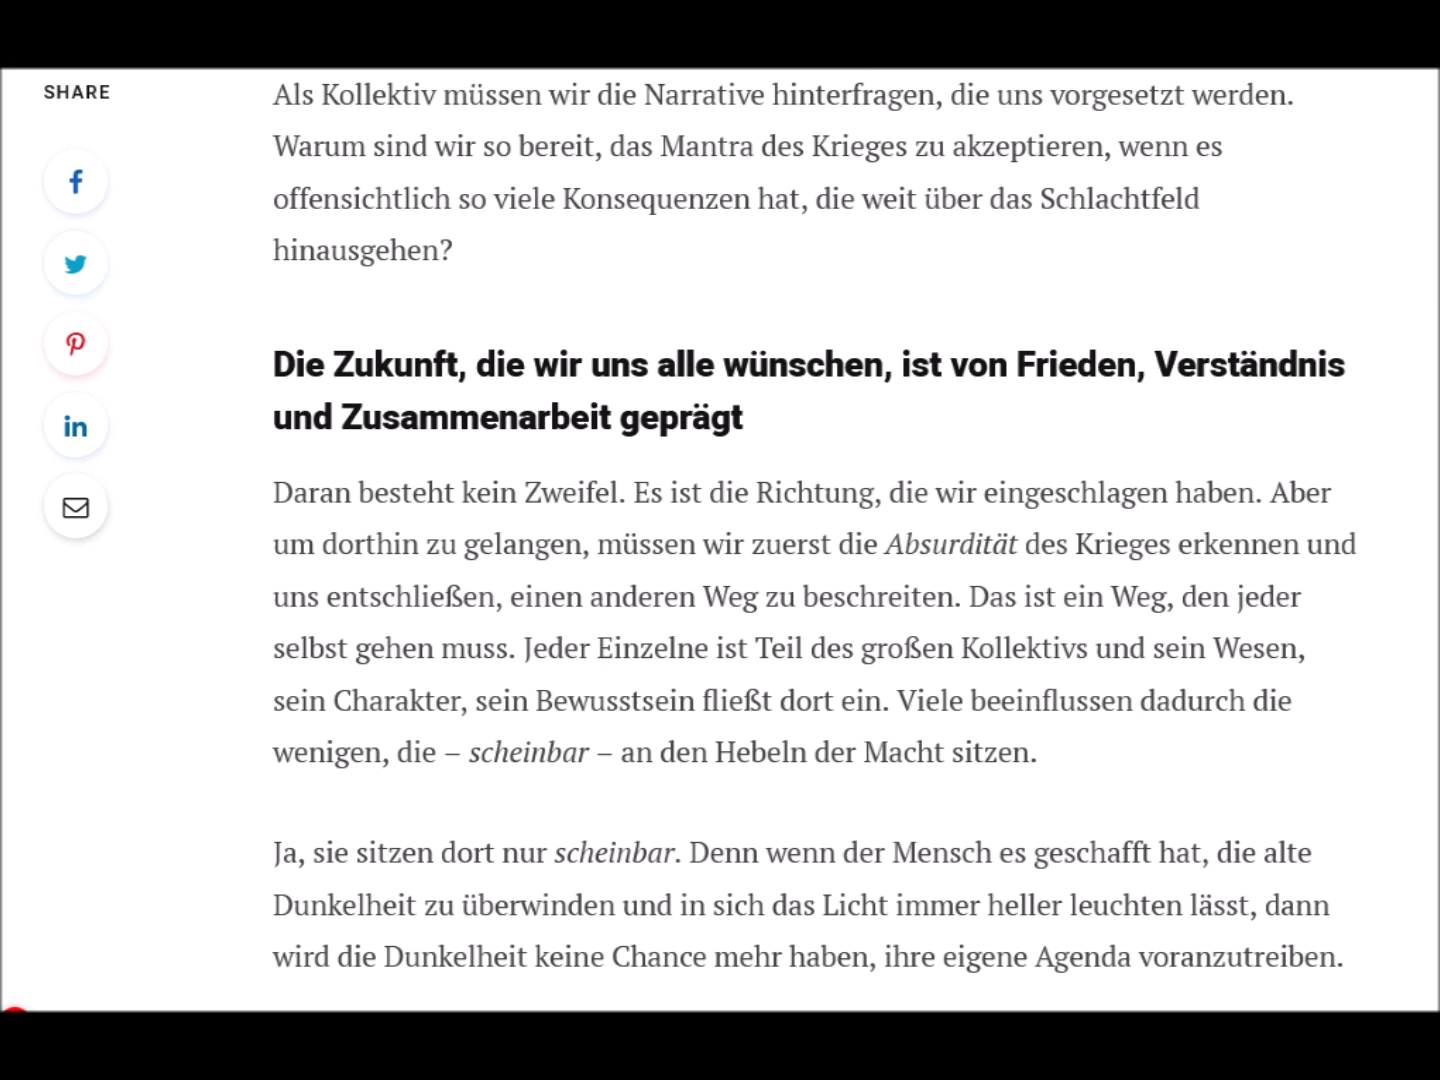 SHARE
Als Kollektiv müssen wir die Narrative hinterfragen, die uns vorgesetzt werden.
Warum sind wir so bereit, das Mantra des Krieges zu akzeptieren, wenn es
offensichtlich so viele Konsequenzen hat, die weit über das Schlachtfeld
hinausgehen?
Die Zukunft, die wir uns alle wünschen, ist von Frieden, Verständnis
und Zusammenarbeit geprägt
Daran besteht kein Zweifel. Es ist die Richtung, die wir eingeschlagen haben. Aber
um dorthin zu gelangen, müssen wir zuerst die Absurdität des Krieges erkennen und
uns entschließen, einen anderen Weg zu beschreiten. Das ist ein Weg, den jeder
selbst gehen muss. Jeder Einzelne ist Teil des großen Kollektivs und sein Wesen,
sein Charakter, sein Bewusstsein fließt dort ein. Viele beeinflussen dadurch die
wenigen, die – scheinbar – an den Hebeln der Macht sitzen.
Ja, sie sitzen dort nur scheinbar. Denn wenn der Mensch es geschafft hat, die alte
Dunkelheit zu überwinden und in sich das Licht immer heller leuchten lässt, dann
wird die Dunkelheit keine Chance mehr haben, ihre eigene Agenda voranzutreiben.